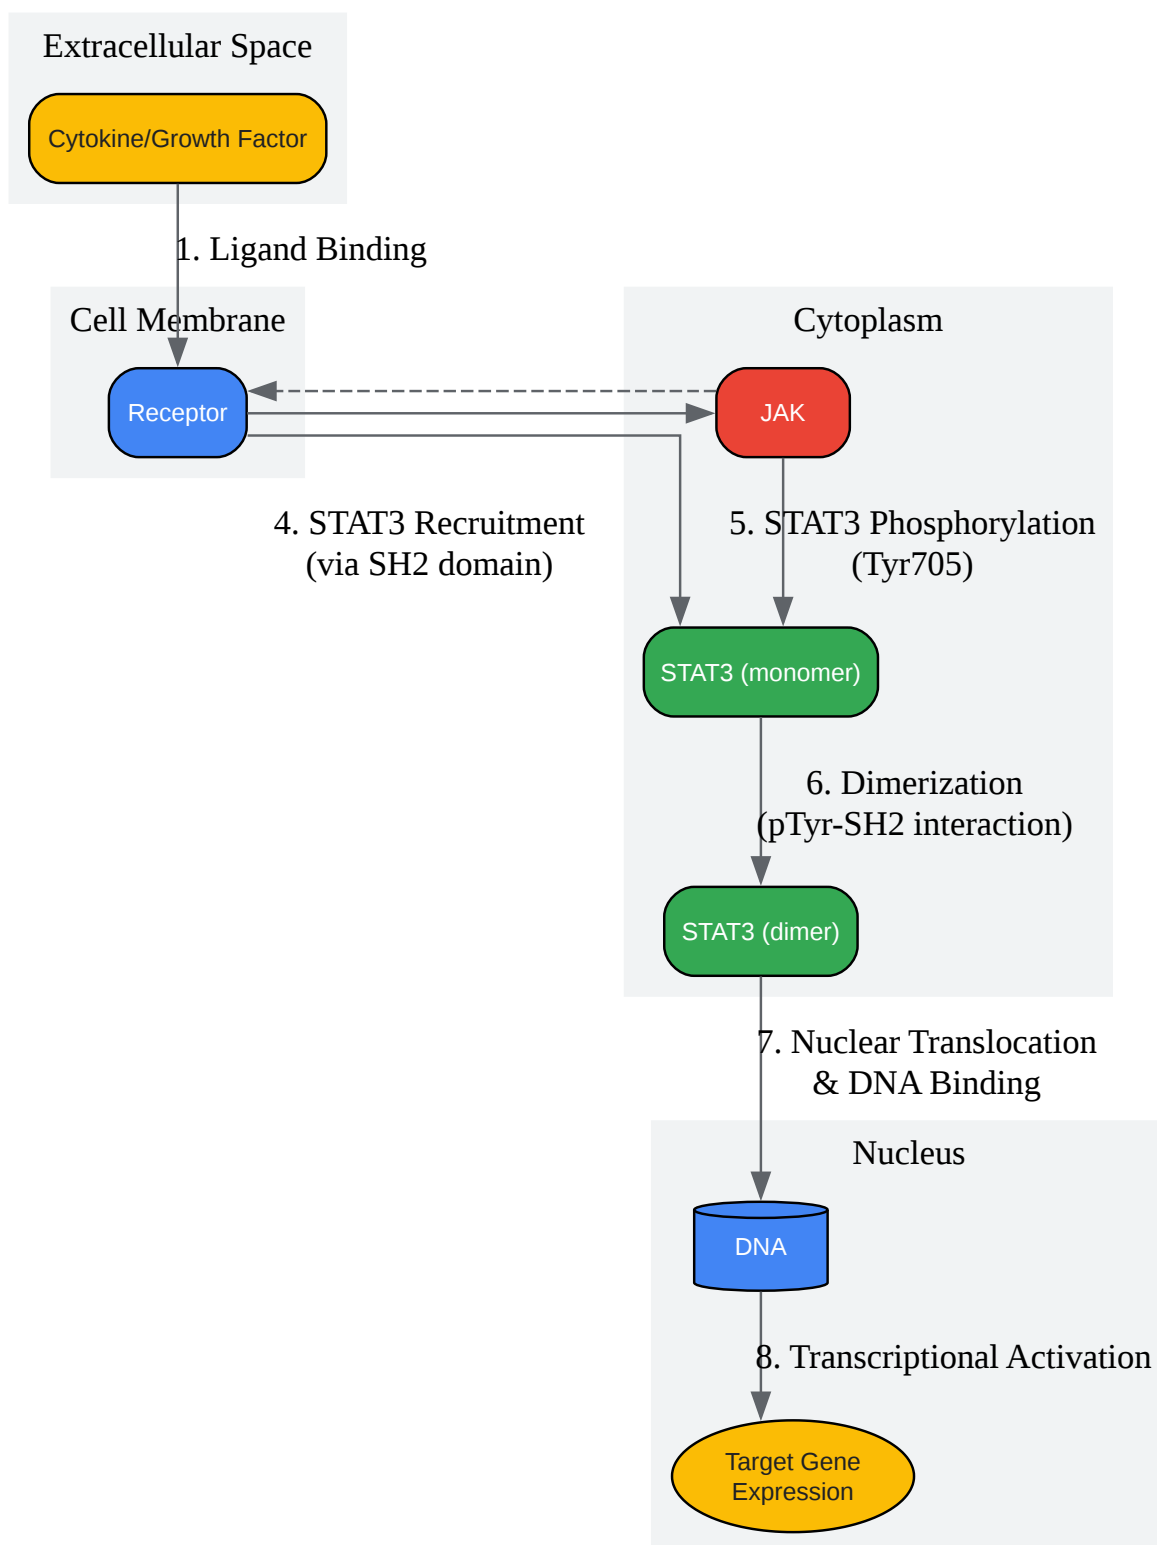 Extracellular Space
Cytokine/Growth Factor
1. Ligand Binding
Cell Membrane
Cytoplasm
Receptor
JAK
4. STAT3 Recruitment
(via SH2 domain)
5. STAT3 Phosphorylation
(Tyr705)
STAT3 (monomer)
6. Dimerization
(pTyr-SH2 interaction)
STAT3 (dimer)
7. Nuclear Translocation
& DNA Binding
Nucleus
DNA
8. Transcriptional Activation
Target Gene
Expression